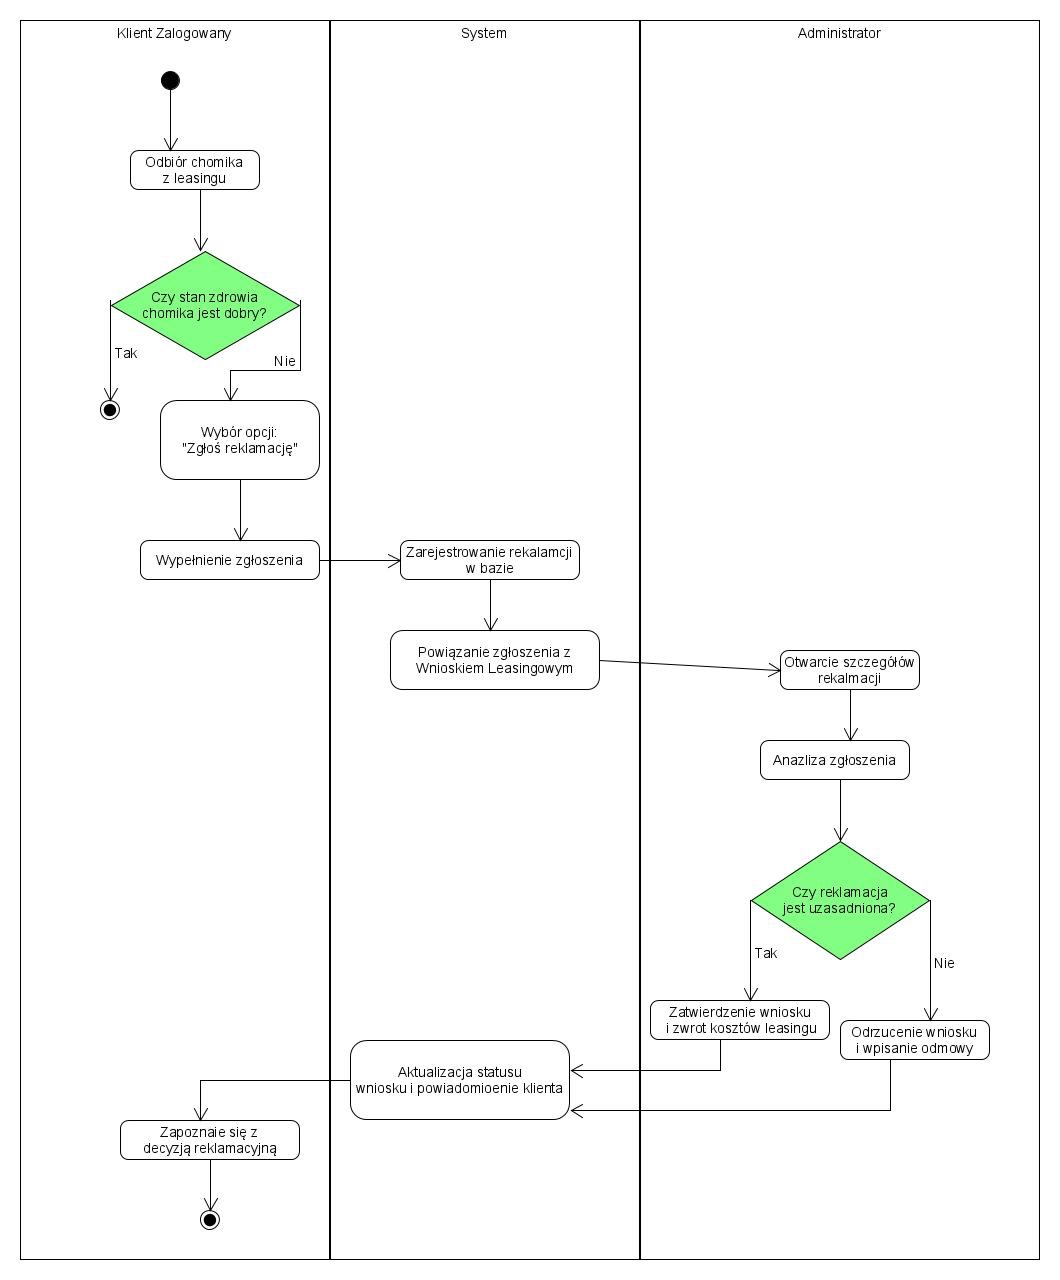 Klient Zalogowany
System
Administrator
Odbiór chomika
z leasingu
Czy stan zdrowia
chomika jest dobry?
Tak
Nie
Wybór opcji:
"Zgłoś reklamację"
Wypełnienie zgłoszenia
Zarejestrowanie rekalamcji
w bazie
Powiązanie zgłoszenia z
Wnioskiem Leasingowym
Otwarcie szczegółów
rekalmacji
Anazliza zgłoszenia
Czy reklamacja
jest uzasadniona?
Tak
Nie
Zatwierdzenie wniosku
i zwrot kosztów leasingu
Odrzucenie wniosku
i wpisanie odmowy
Aktualizacja statusu
wniosku i powiadomioenie klienta
Zapoznaie się z
decyzją reklamacyjną